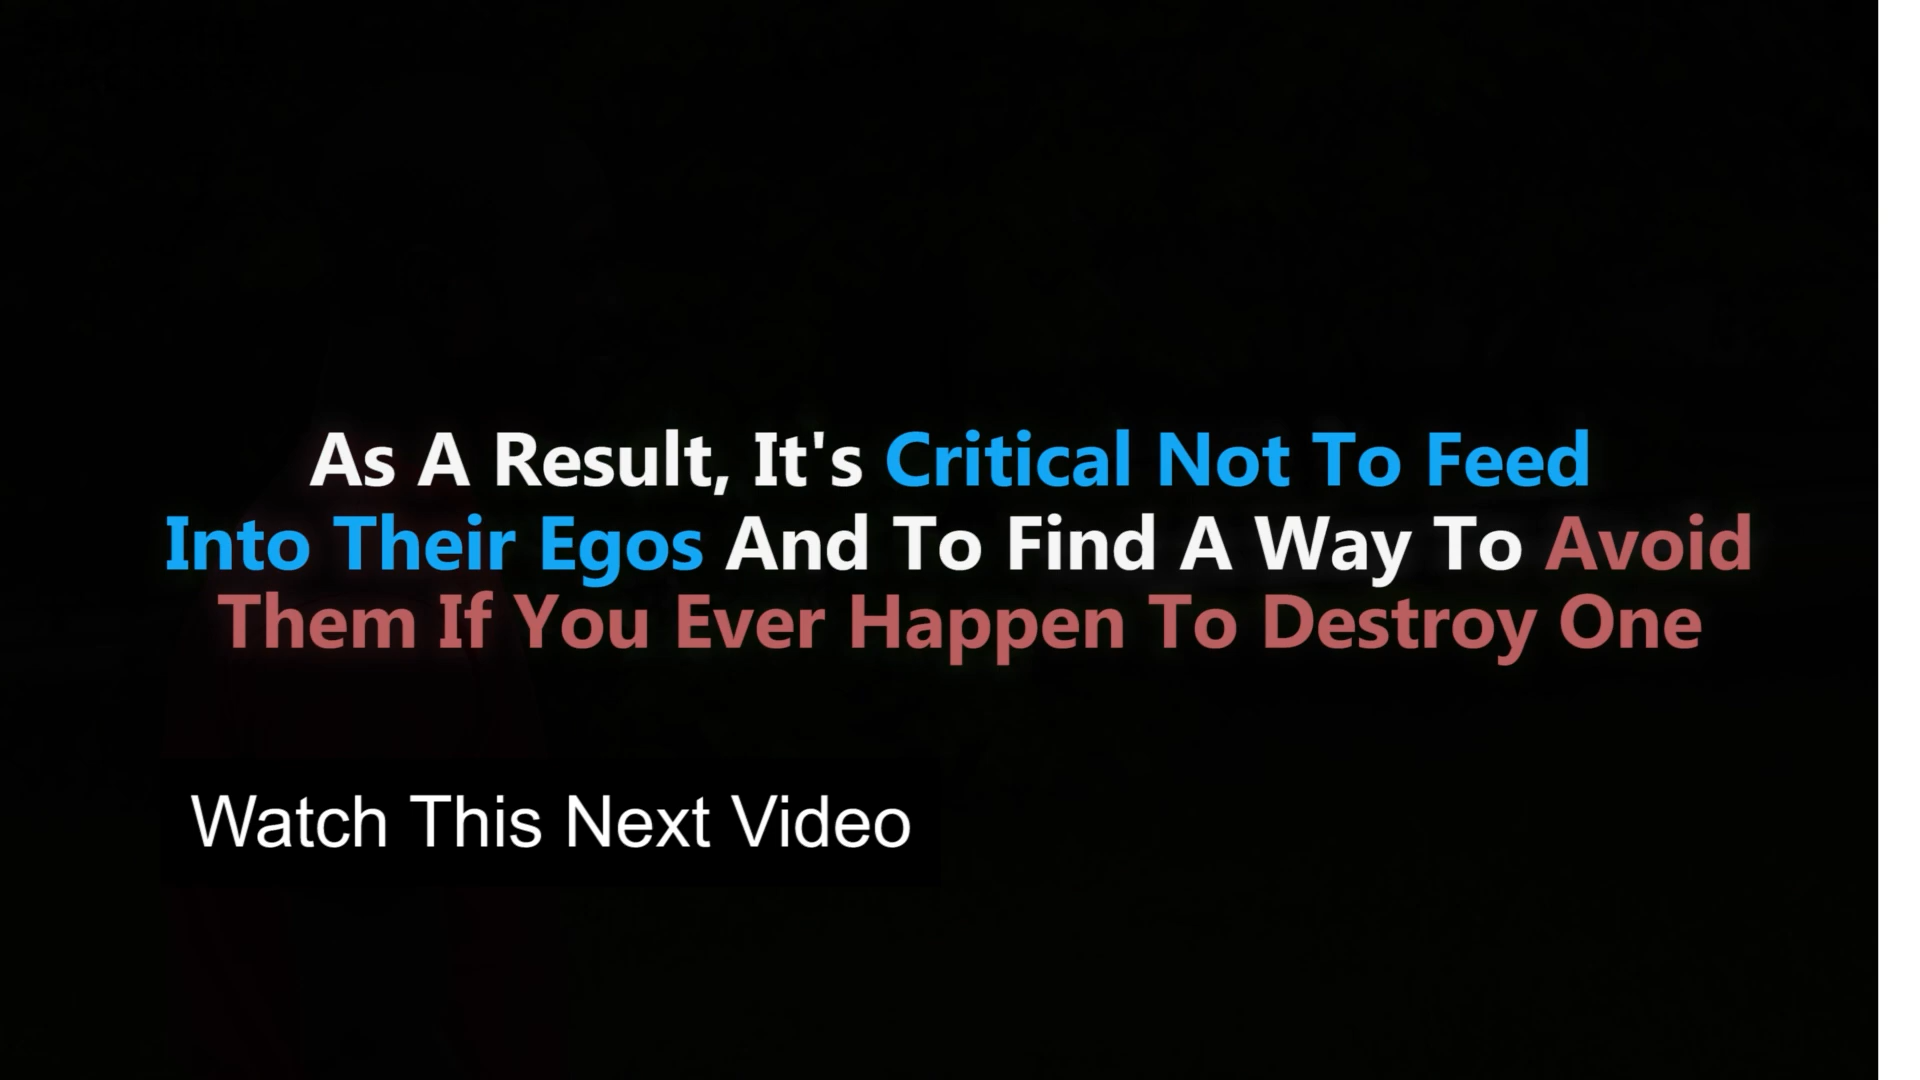 As A Result, It's Critical Not To Feed
Into Their Egos And To Find A Way To Avoid
Them If You Ever Happen To Destroy One
Watch This Next Video